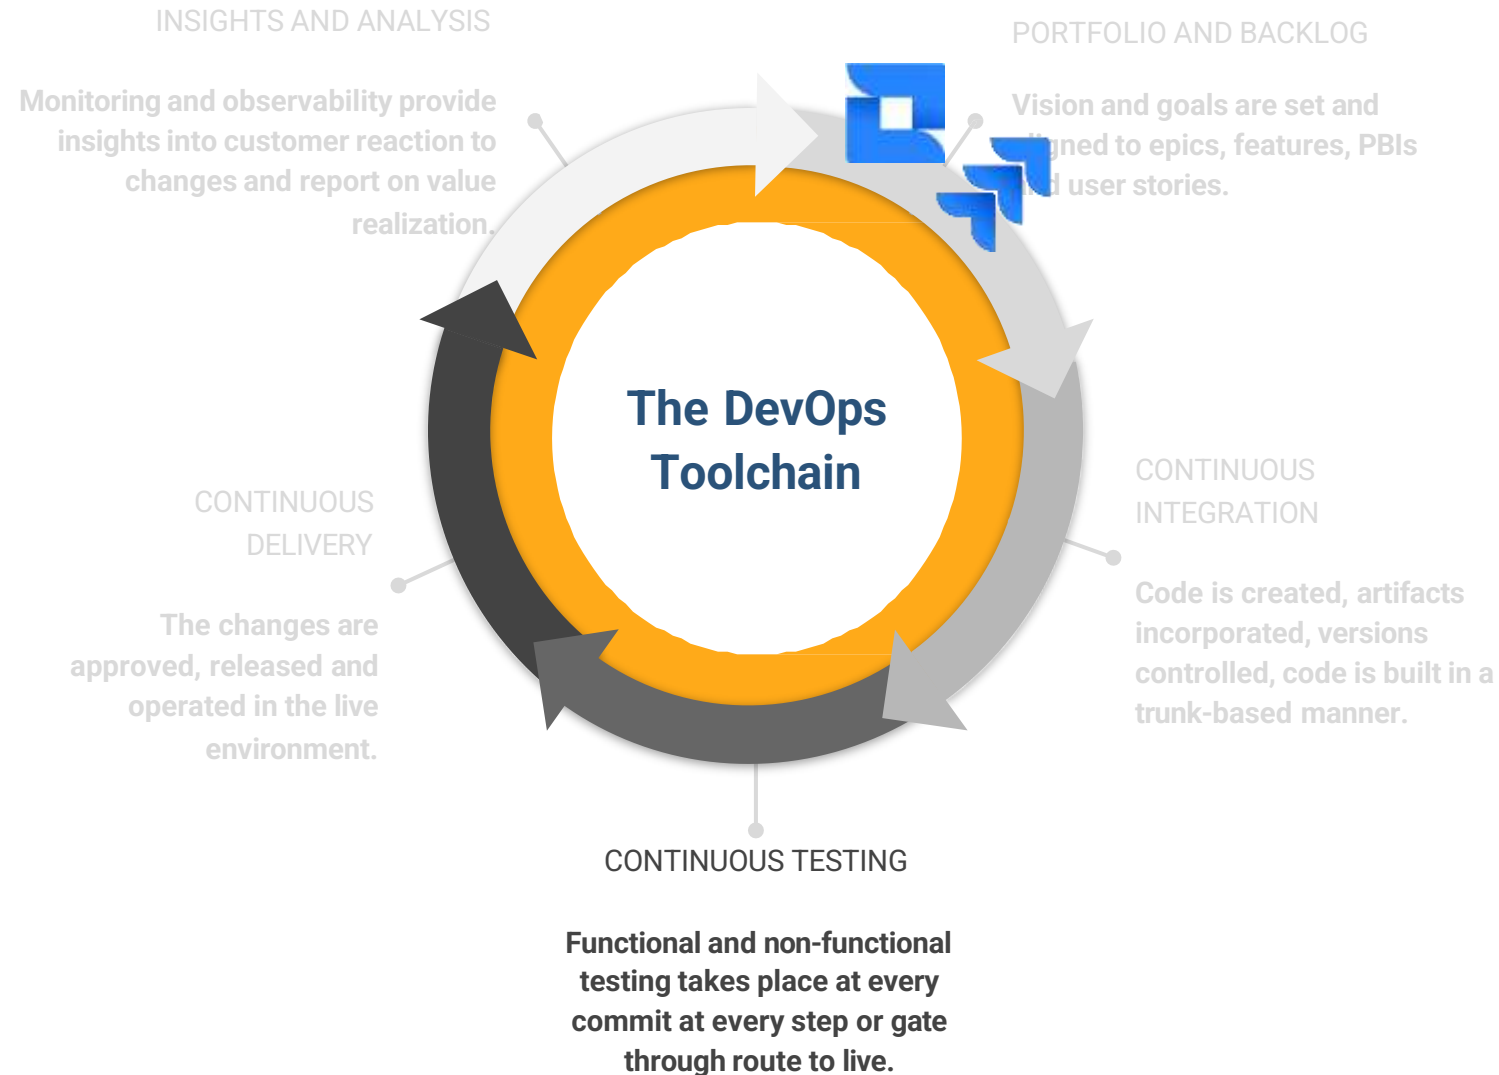 INSIGHTS AND ANALYSIS
Monitoring and observability provide
insights into customer reaction to
changes and report on value
realization.
PORTFOLIO AND BACKLOG
Vision and goals are set and
to epics, features, PBIs
user stories.
The DevOps
Toolchain
CONTINUOUS
INTEGRATION
Code is created, artifacts
incorporated, versions
controlled, code is built in a
trunk-based manner.
CONTINUOUS
DELIVERY
The changes are
approved, released and
operated in the live
environment.
CONTINUOUS TESTING
Functional and non-functional
testing takes place at every
commit at every step or gate
through route to live.